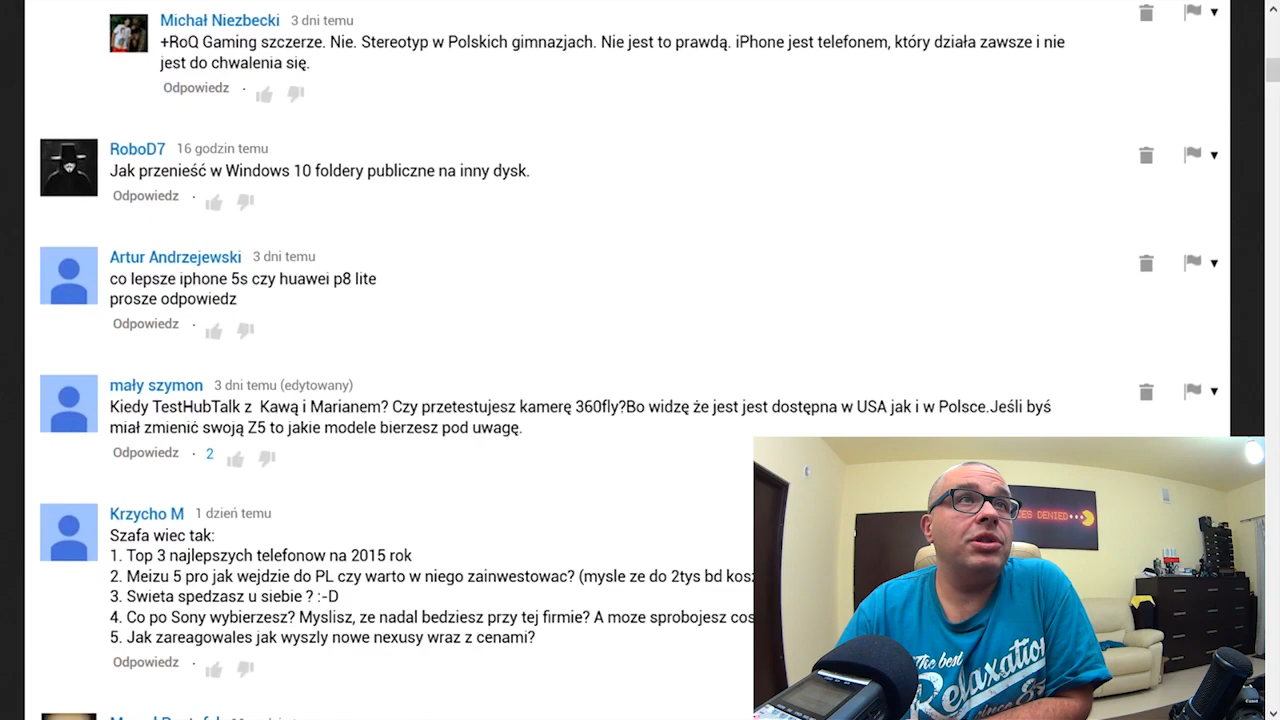 Michał Niezbecki 3 dni temu
+RoQ Gaming szczerze. Nie. Stereotyp w Polskich gimnazjach. Nie jest to prawdą. iPhone jest telefonem, który działa zawsze i nie
jest do chwalenia się.
Odpowiedz ·
RoboD7 16 godzin temu
Jak przenieść w Windows 10 foldery publiczne na inny dysk.
Odpowiedz ·
Artur Andrzejewski 3 dni temu
co lepsze iphone 5s czy huawei p8 lite
prosze odpowiedz
Odpowiedz ·
mały szymon 3 dni temu (edytowany)
Kiedy TestHubTalk z Kawą i Marianem? Czy przetestujesz kamerę 360fly?Bo widzę że jest jest dostępna w USA jak i w Polsce.Jeśli byś
miał zmienić swoją Z5 to jakie modele bierzesz pod uwagę.
Odpowiedz · 2
Krzycho M 1 dzień temu
Szafa wiec tak:
1. Top 3 najlepszych telefonow na 2015 rok
2. Meizu 5 pro jak wejdzie do PL czy warto w niego zainwestowac? (mysle ze do 2tys bd
3. Swieta spedzasz u siebie ? :-D
4. Co po Sony wybierzesz? Myslisz, ze nadal bedziesz przy tej firmie? A moze sprobojesz cos
5. Jak zareagowales jak wyszly nowe nexusy wraz z cenami?
Odpowiedz ·
DENIED
The best
Relaxation
since